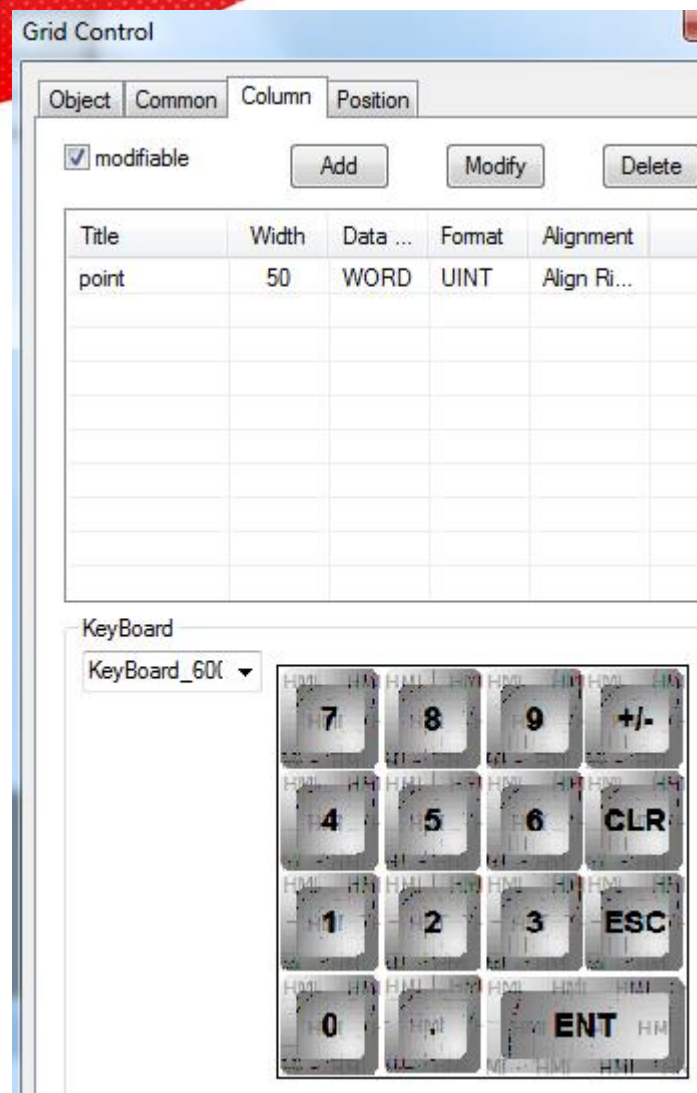 Grid Control
Object Common Column Position
modifiable Add Modify Delete
Title Width Data ... Format Alignment
point 50 WORD UINT Align Ri...
KeyBoard
KeyBoard_60(
7 8 9 +/-
4 5 6 CLR
1 2 3 ESC
0 . ENT